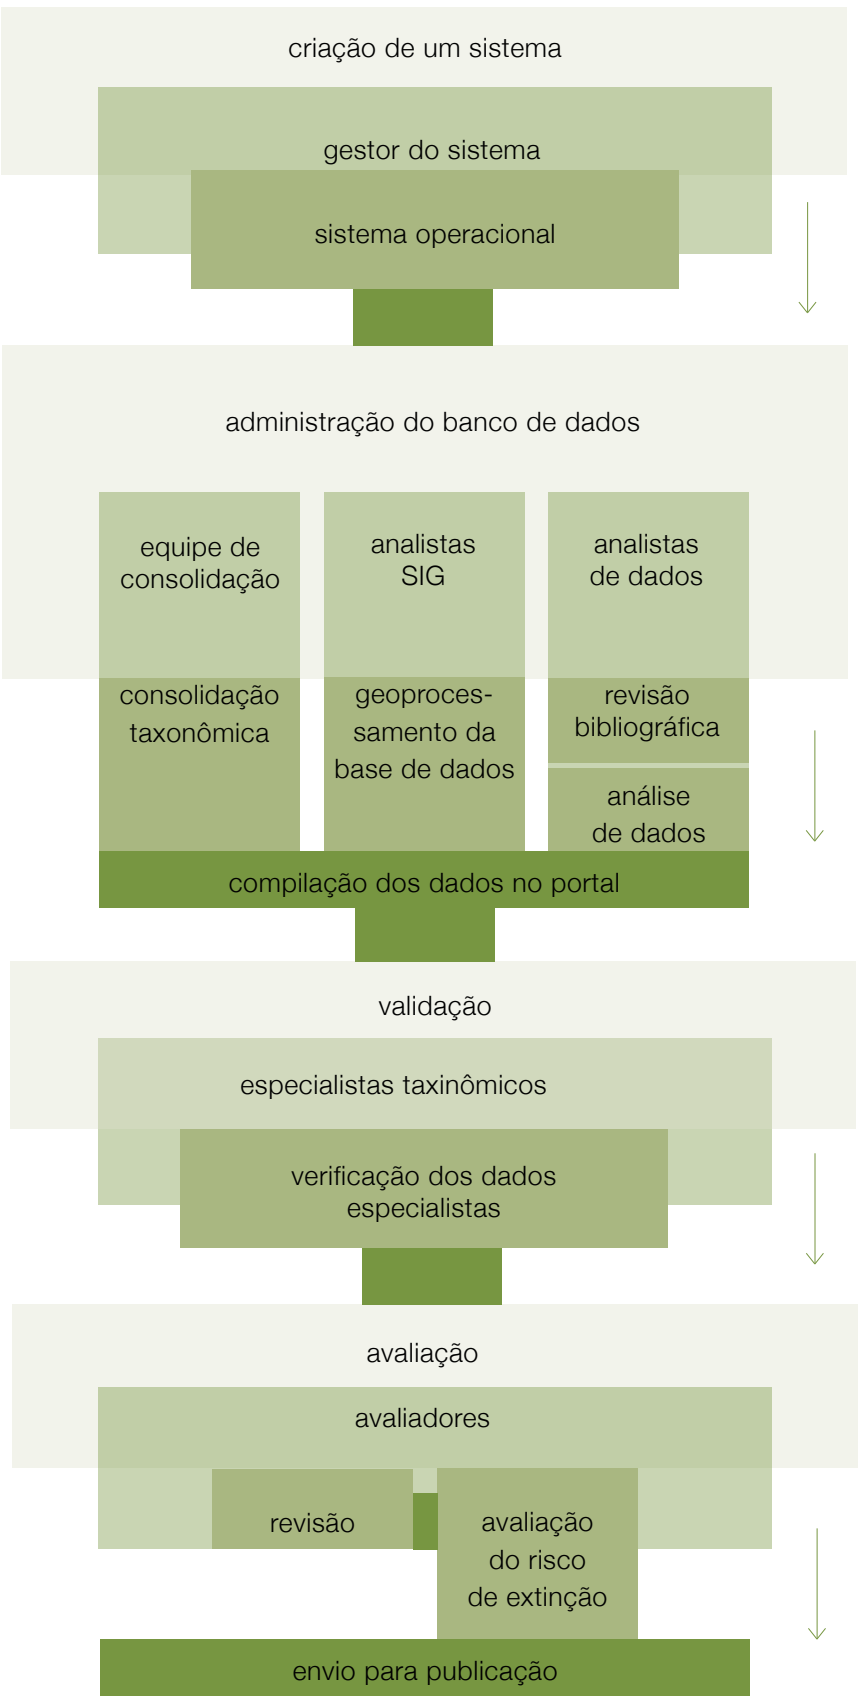 criação de um sistema
gestor do sistema
sistema operacional
administração do banco de dados
equipe de
consolidação
analistas
SIG
analistas
de dados
consolidação
taxonômica
geoproces-
samento da
base de dados
revisão
bibliográfica
análise
de dados
compilação dos dados no portal
validação
especialistas taxinômicos
verificação dos dados
especialistas
avaliação
avaliadores
revisão
avaliação
do risco
de extinção
envio para publicação